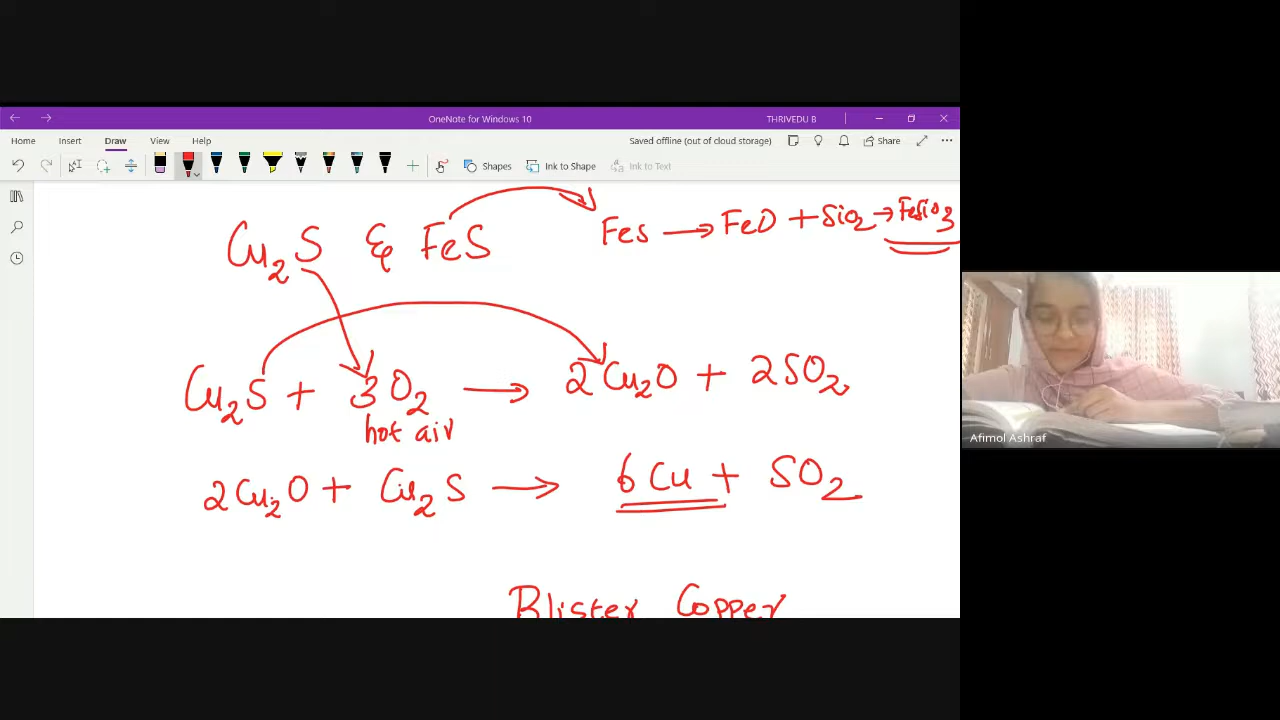 OneNote for Windows 10
THRIVEDU B
Home Insert Draw View Help
Saved offline (out of cloud storage)
Share
Shapes
Ink to Shape
Ink to Text
Cu₂S & FeS
FeS → FeO + SiO₂ → FeSiO₃
Cu₂S + 3O₂ → 2Cu₂O + 2SO₂
hot air
2Cu₂O + Cu₂S → 6Cu + SO₂
Blister Copper
Afimol Ashraf